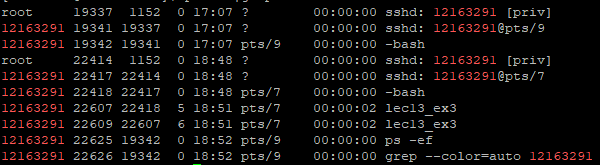 root 19337 1152 0 17:07 ? 00:00:00 sshd: 12163291 [priv]
12163291 19341 19337 0 17:07 ? 00:00:00 sshd: 12163291@pts/9
12163291 19342 19341 0 17:07 pts/9 00:00:00 -bash
root 22414 1152 0 18:48 ? 00:00:00 sshd: 12163291 [priv]
12163291 22417 22414 0 18:48 ? 00:00:00 sshd: 12163291@pts/7
12163291 22418 22417 0 18:48 pts/7 00:00:00 -bash
12163291 22607 22418 5 18:51 pts/7 00:00:02 lec13_ex3
12163291 22609 22607 6 18:51 pts/7 00:00:02 lec13_ex3
12163291 22625 19342 0 18:52 pts/9 00:00:00 ps -ef
12163291 22626 19342 0 18:52 pts/9 00:00:00 grep --color=auto 12163291